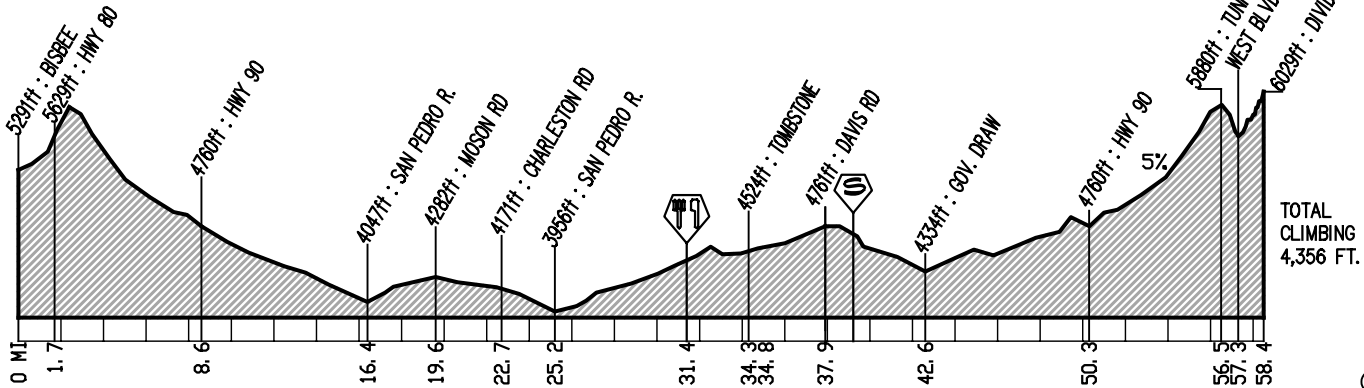 5291ft : BISBEE
5629ft : HWY 80
4760ft : HWY 90
4047ft : SAN PEDRO R.
4282ft : MOSON RD
4171ft : CHARLESTON RD
3956ft : SAN PEDRO R.
4524ft : TOMBSTONE
4761ft : DAVIS RD
4334ft : GOV. DRAW
4760ft : HWY 90
5%
5880ft : TUN
WEST BLVD
6029ft : DIVID
TOTAL
CLIMBING
4,356 FT.
0 MI
1.7
8.6
16.4
19.6
22.7
25.2
31.4
34.3
34.8
37.9
42.6
50.3
56.5
57.3
58.4